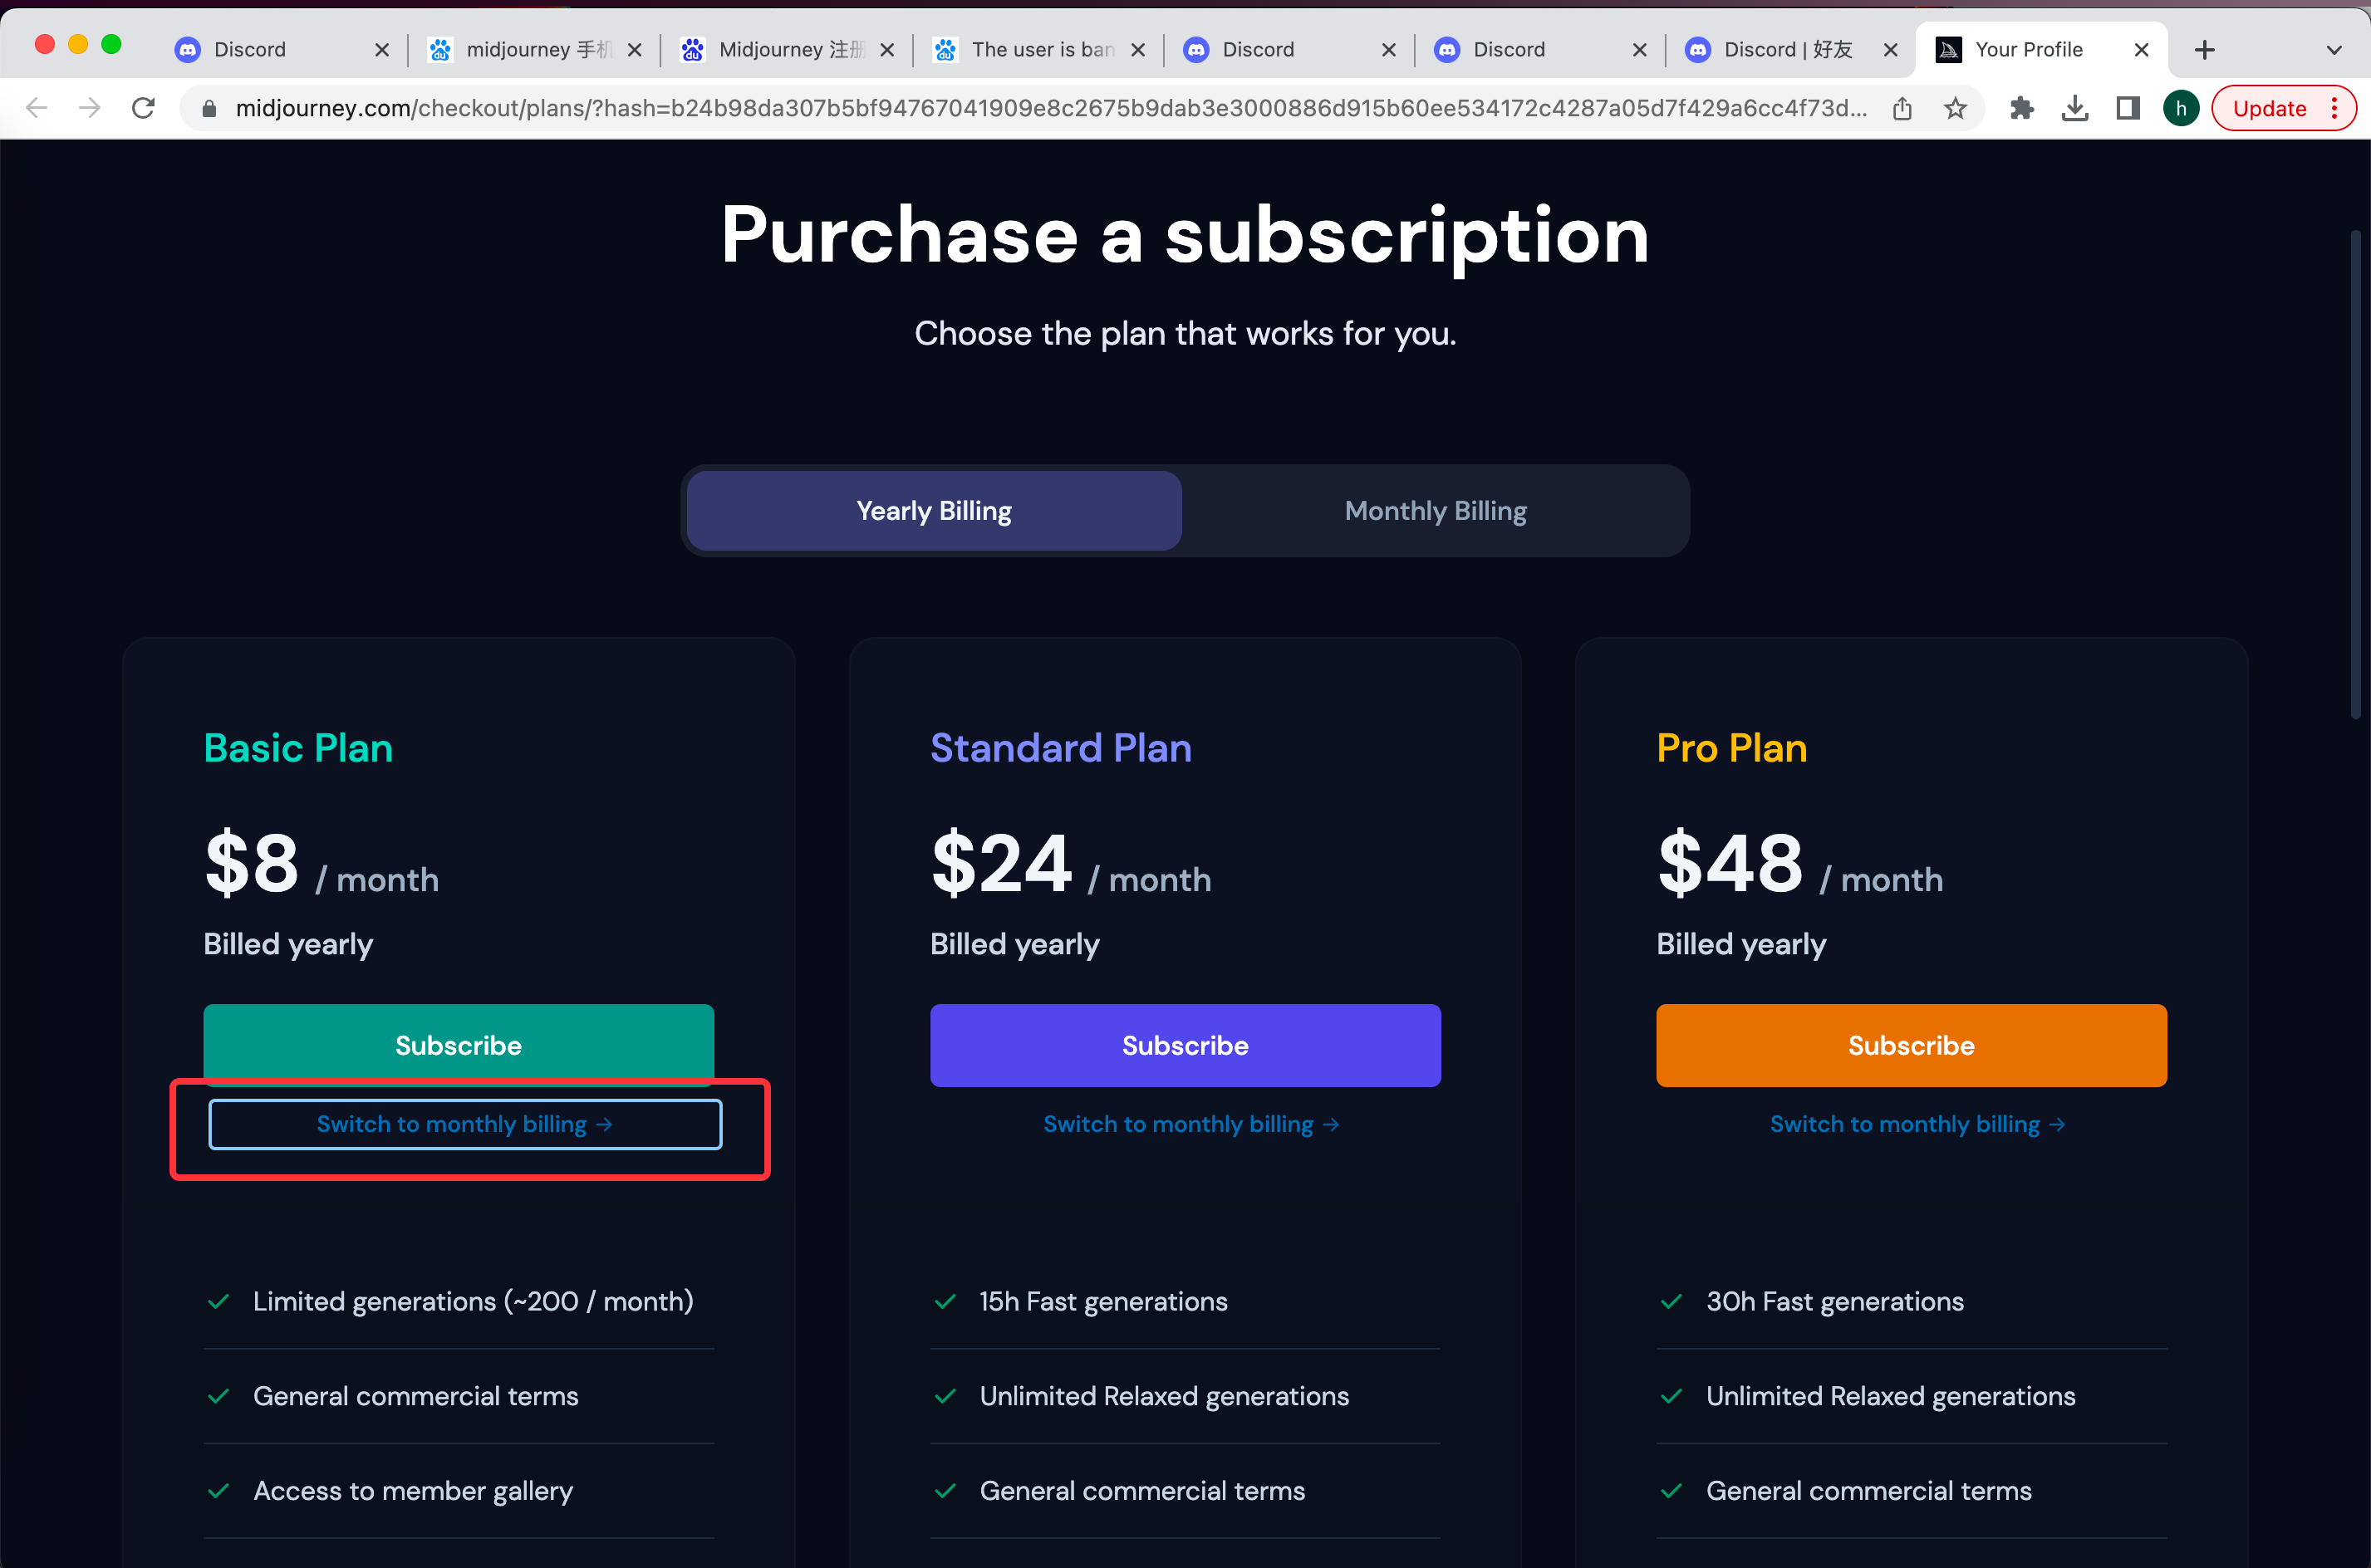 Discord
midjourney 手机
Midjourney 注册
The user is ban
Discord
Discord
Discord | 好友
Your Profile
midjourney.com/checkout/plans/?hash=b24b98da307b5bf94767041909e8c2675b9dab3e3000886d915b60ee534172c4287a05d7f429a6cc4f73d...
h
Update
Purchase a subscription
Choose the plan that works for you.
Yearly Billing
Monthly Billing
Basic Plan
$8 / month
Billed yearly
Subscribe
Switch to monthly billing →
Limited generations (~200 / month)
General commercial terms
Access to member gallery
Standard Plan
$24 / month
Billed yearly
Subscribe
Switch to monthly billing →
15h Fast generations
Unlimited Relaxed generations
General commercial terms
Pro Plan
$48 / month
Billed yearly
Subscribe
Switch to monthly billing →
30h Fast generations
Unlimited Relaxed generations
General commercial terms